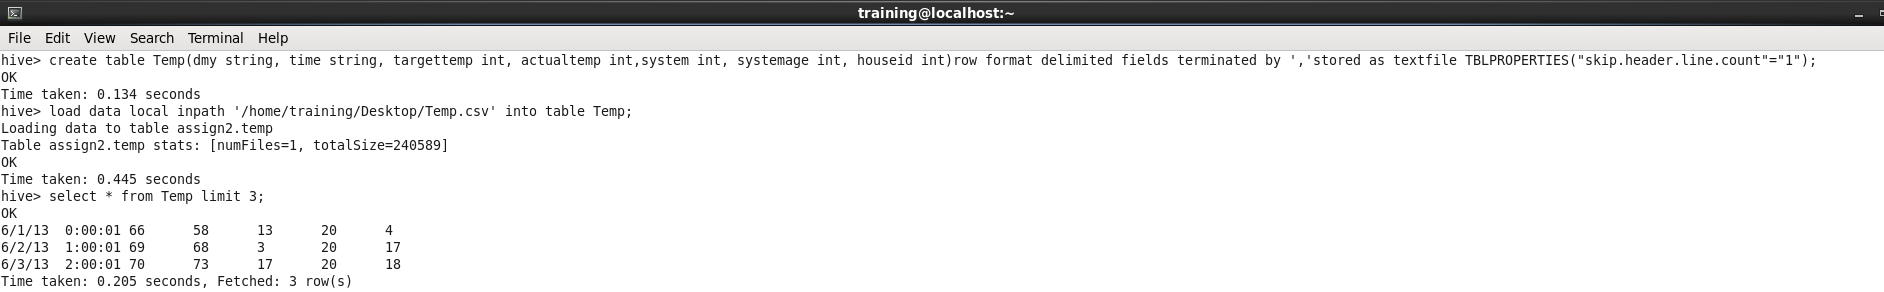 training@localhost:~
File Edit View Search Terminal Help
hive> create table Temp(dmy string, time string, targettemp int, actualtemp int,system int, systemage int, houseid int)row format delimited fields terminated by ','stored as textfile TBLPROPERTIES("skip.header.line.count"="1");
OK
Time taken: 0.134 seconds
hive> load data local inpath '/home/training/Desktop/Temp.csv' into table Temp;
Loading data to table assign2.temp
Table assign2.temp stats: [numFiles=1, totalSize=240589]
OK
Time taken: 0.445 seconds
hive> select * from Temp limit 3;
OK
6/1/13  0:00:01 66      58      13      20      4
6/2/13  1:00:01 69      68      3       20      17
6/3/13  2:00:01 70      73      17      20      18
Time taken: 0.205 seconds, Fetched: 3 row(s)